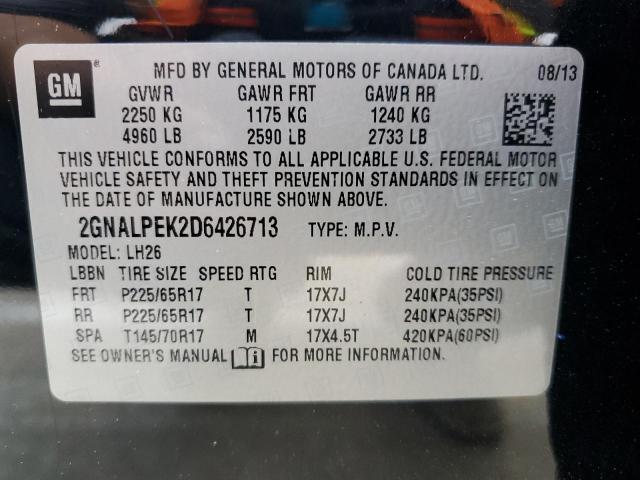 GM ®
MFD BY GENERAL MOTORS OF CANADA LTD. 08/13
GVWR GAWR FRT GAWR RR
2250 KG 1175 KG 1240 KG
4960 LB 2590 LB 2733 LB
THIS VEHICLE CONFORMS TO ALL APPLICABLE U.S. FEDERAL MOTOR
VEHICLE SAFETY AND THEFT PREVENTION STANDARDS IN EFFECT ON
THE DATE OF MANUFACTURE SHOWN ABOVE.
2GNALPEK2D6426713 TYPE: M.P.V.
MODEL: LH26
LBBN TIRE SIZE SPEED RTG RIM COLD TIRE PRESSURE
FRT P225/65R17 T 17X7J 240KPA(35PSI)
RR P225/65R17 T 17X7J 240KPA(35PSI)
SPA T145/70R17 M 17X4.5T 420KPA(60PSI)
SEE OWNER'S MANUAL FOR MORE INFORMATION.